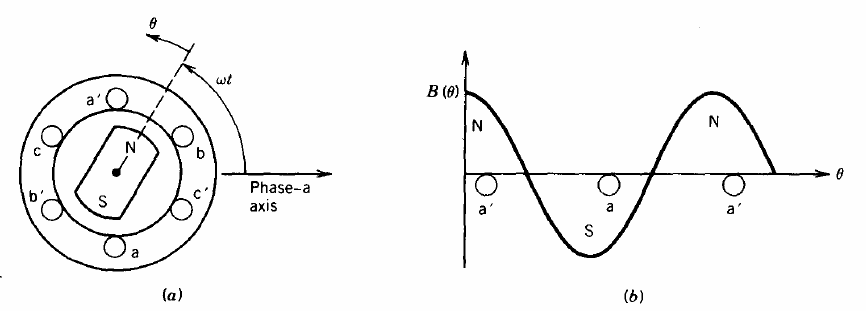 θ
ωt
a′
N
c
b
b′
S
c′
Phase-a
axis
a
(a)
B(θ)
N
N
θ
a′
a
a′
S
(b)